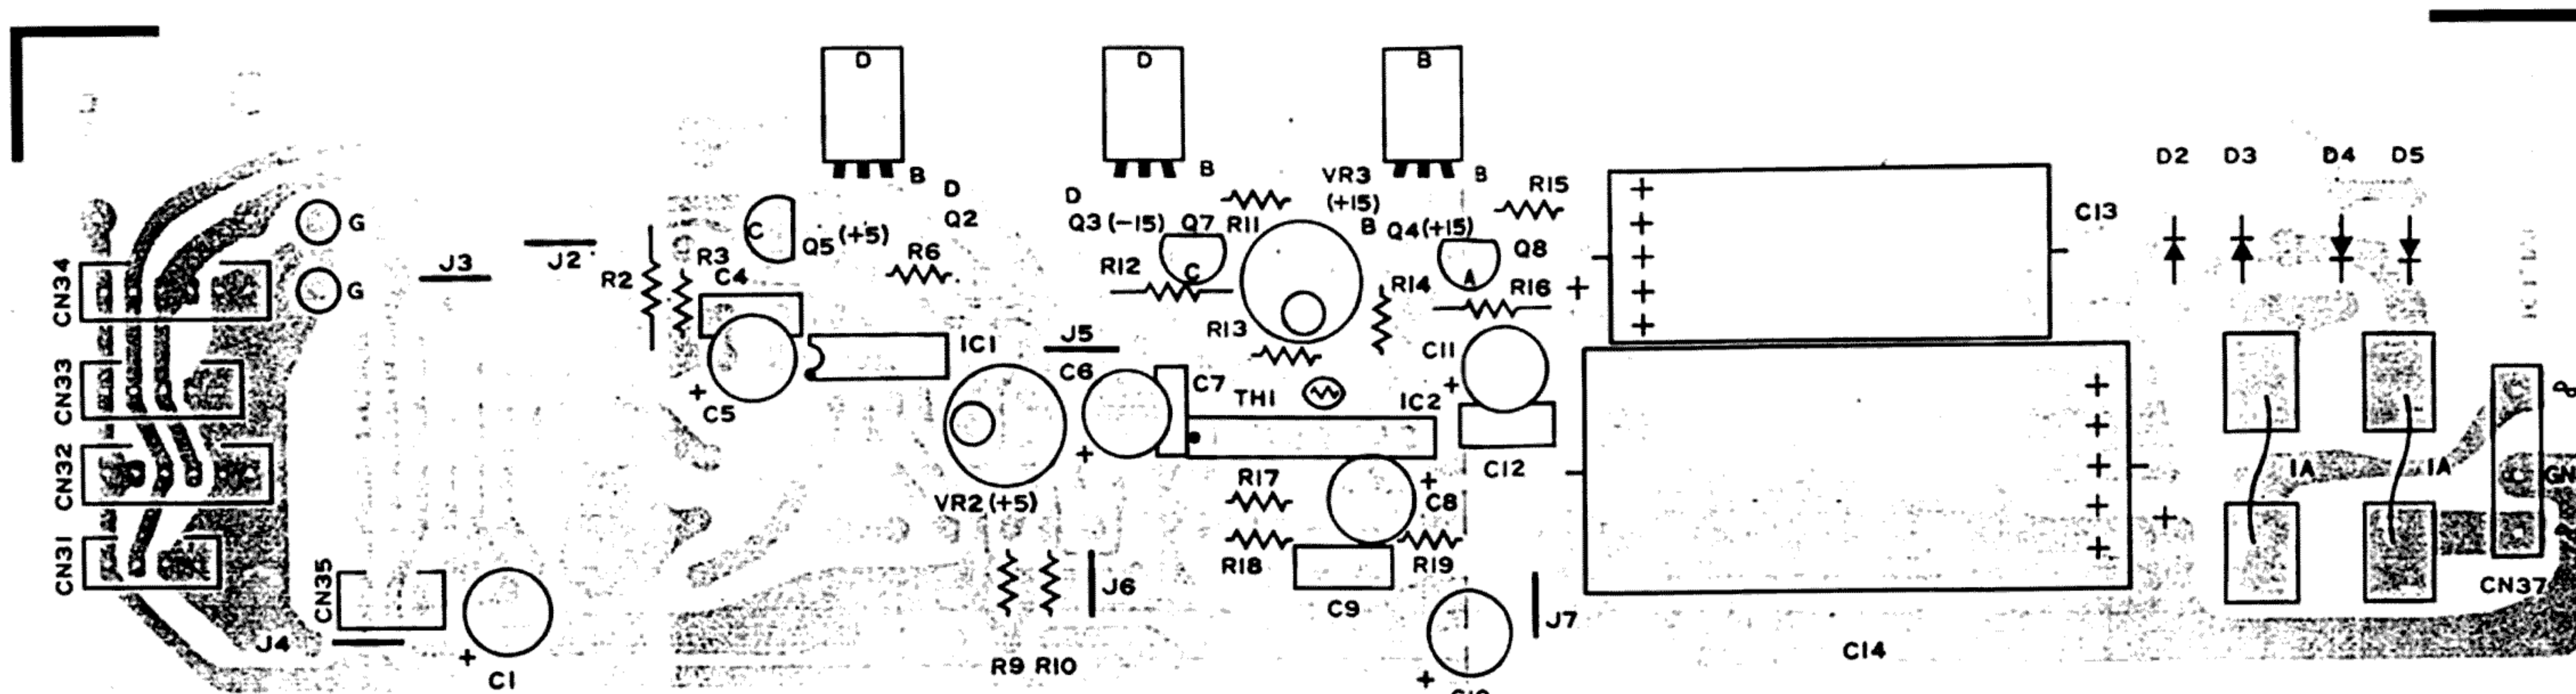 D
D
B
B
D
Q2
D
B
VR3
(+15)
B
R15
D2
D3
D4
D5
C13
G
G
CN34
J3
J2
R2
R3
C4
C
Q5 (+5)
R6
Q3 (-15)
Q7
R11
B
Q4 (+15)
Q8
R12
C
A
R14
R16
+
+
+
+
+
+
R13
CN33
+
C5
IC1
J5
C6
C7
TH1
IC2
C11
+
C12
CN32
VR2 (+5)
+
R17
+
C8
+
+
+
+
+
+
1A
1A
GN
CN31
CN35
R18
R19
C9
J6
J7
CN37
J4
+
C1
R9
R10
+
C14